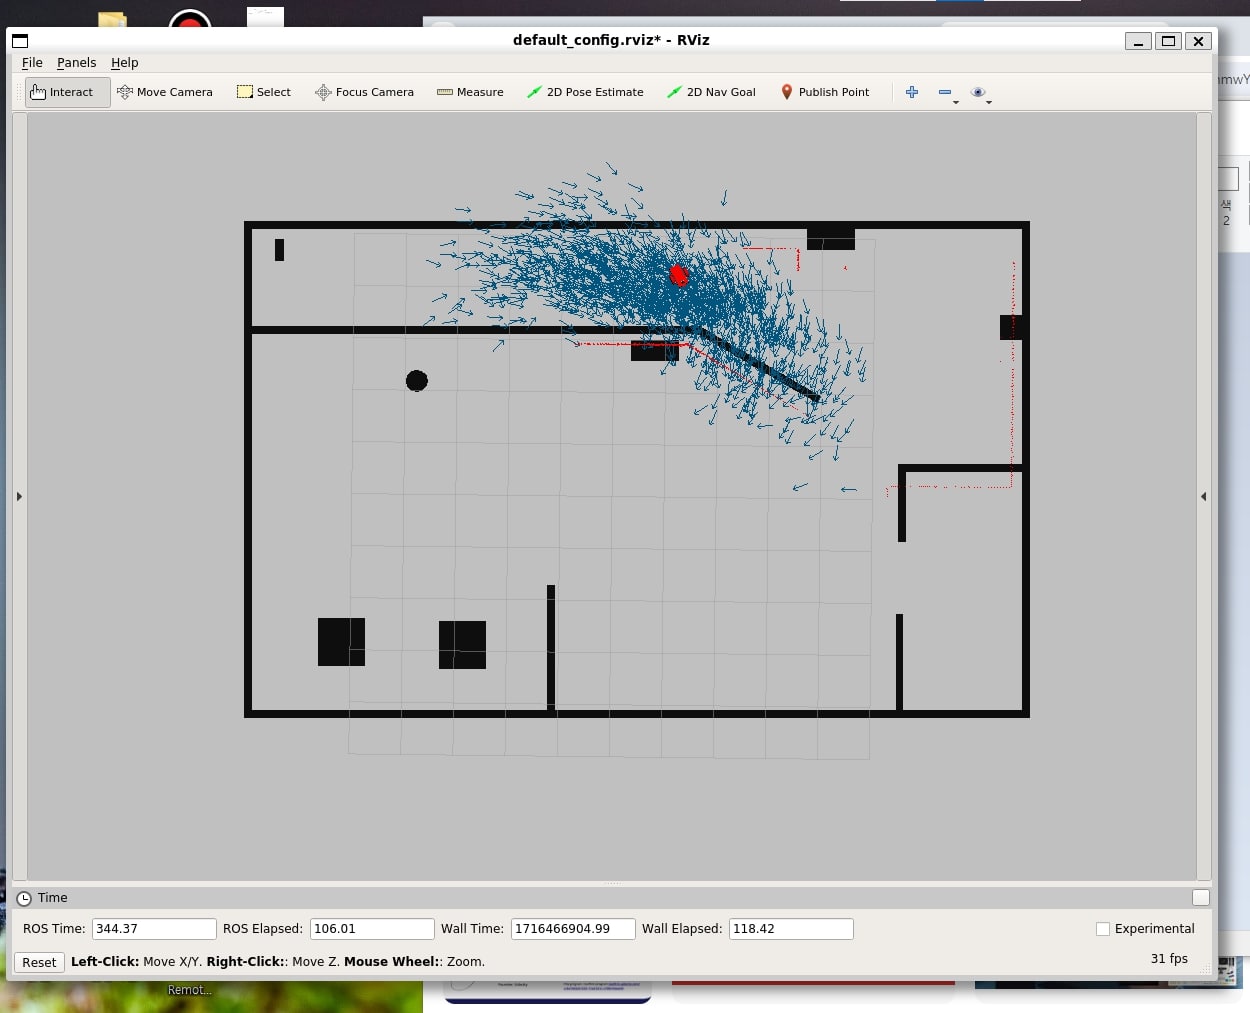 default_config.rviz* - RViz
File Panels Help
Interact Move Camera Select Focus Camera Measure 2D Pose Estimate 2D Nav Goal Publish Point
색
2
Time
ROS Time: 344.37 ROS Elapsed: 106.01 Wall Time: 1716466904.99 Wall Elapsed: 118.42 Experimental
Reset Left-Click: Move X/Y. Right-Click:: Move Z. Mouse Wheel:: Zoom. 31 fps
Remot...